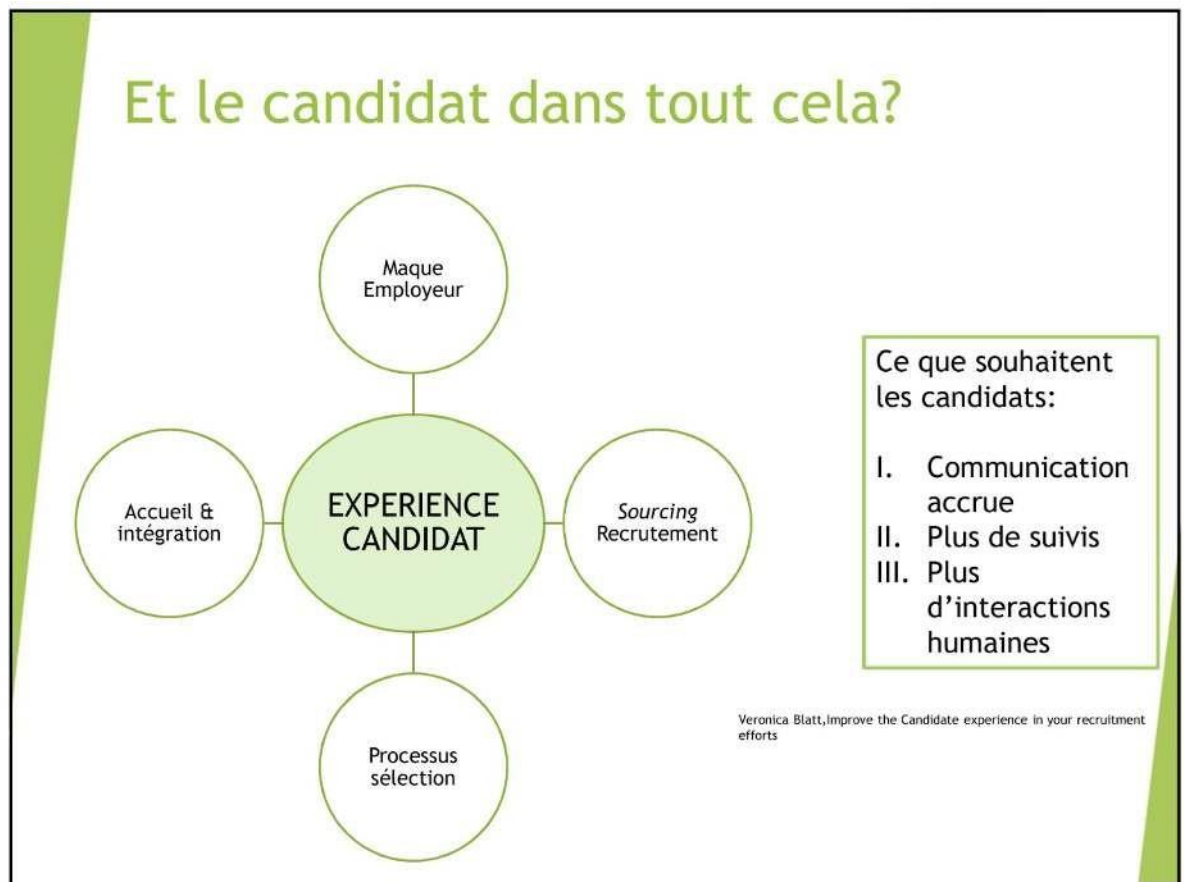 Et le candidat dans tout cela?
Maque
Employeur
Accueil &
intégration
EXPERIENCE
CANDIDAT
Sourcing
Recrutement
Processus
sélection
Ce que souhaitent
les candidats:
I. Communication
accrue
II. Plus de suivis
III. Plus
d’interactions
humaines
Veronica Blatt,Improve the Candidate experience in your recruitment
efforts